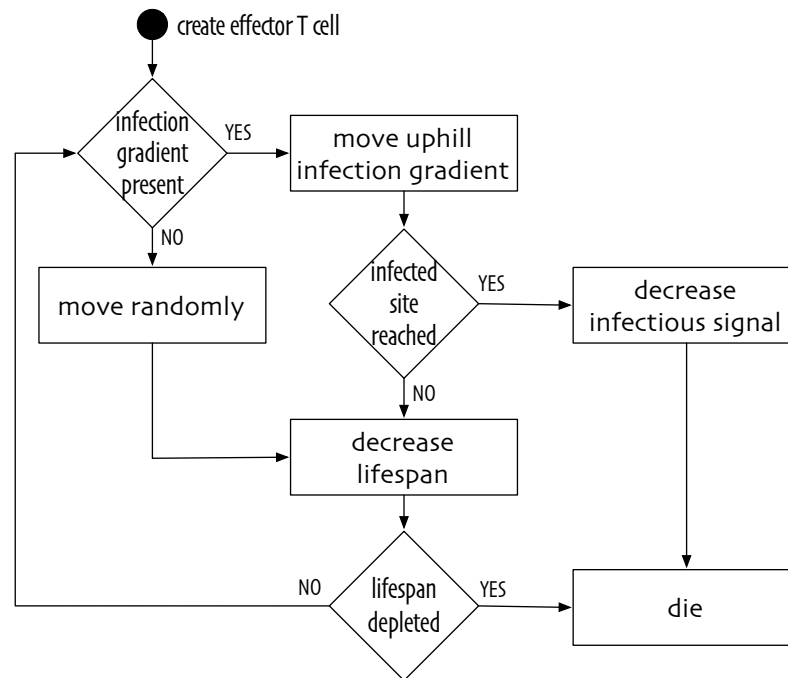 create effector T cell
infection
gradient
present
YES
move uphill
infection gradient
NO
move randomly
infected
site
reached
YES
decrease
infectious signal
NO
decrease
lifespan
NO
lifespan
depleted
YES
die